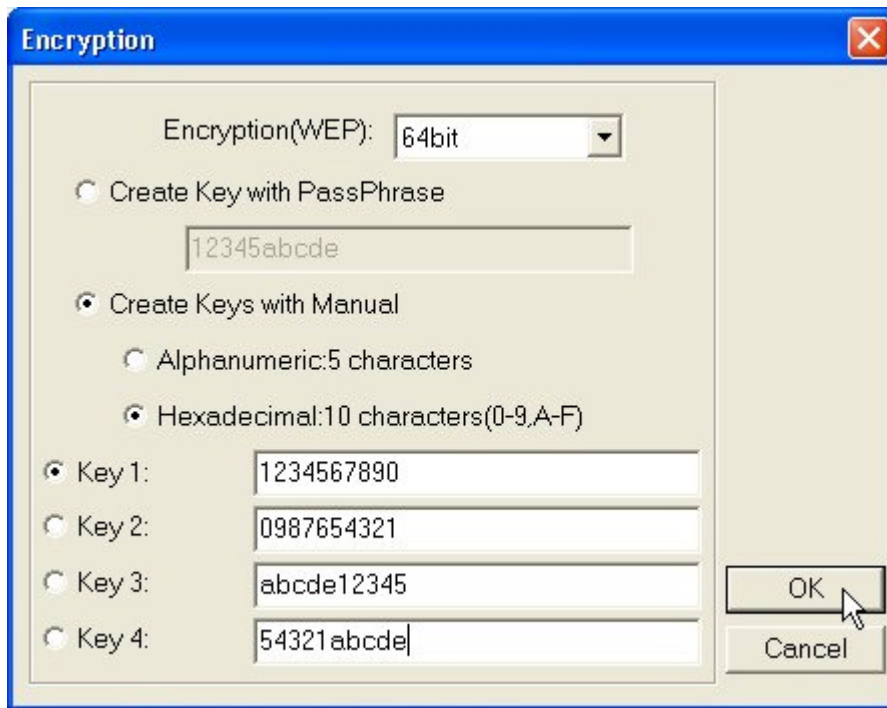 Encryption
Encryption(WEP): 64bit
Create Key with PassPhrase
12345abcde
Create Keys with Manual
Alphanumeric:5 characters
Hexadecimal:10 characters(0-9,A-F)
Key 1: 1234567890
Key 2: 0987654321
Key 3: abcde12345
Key 4: 54321abcde
OK
Cancel